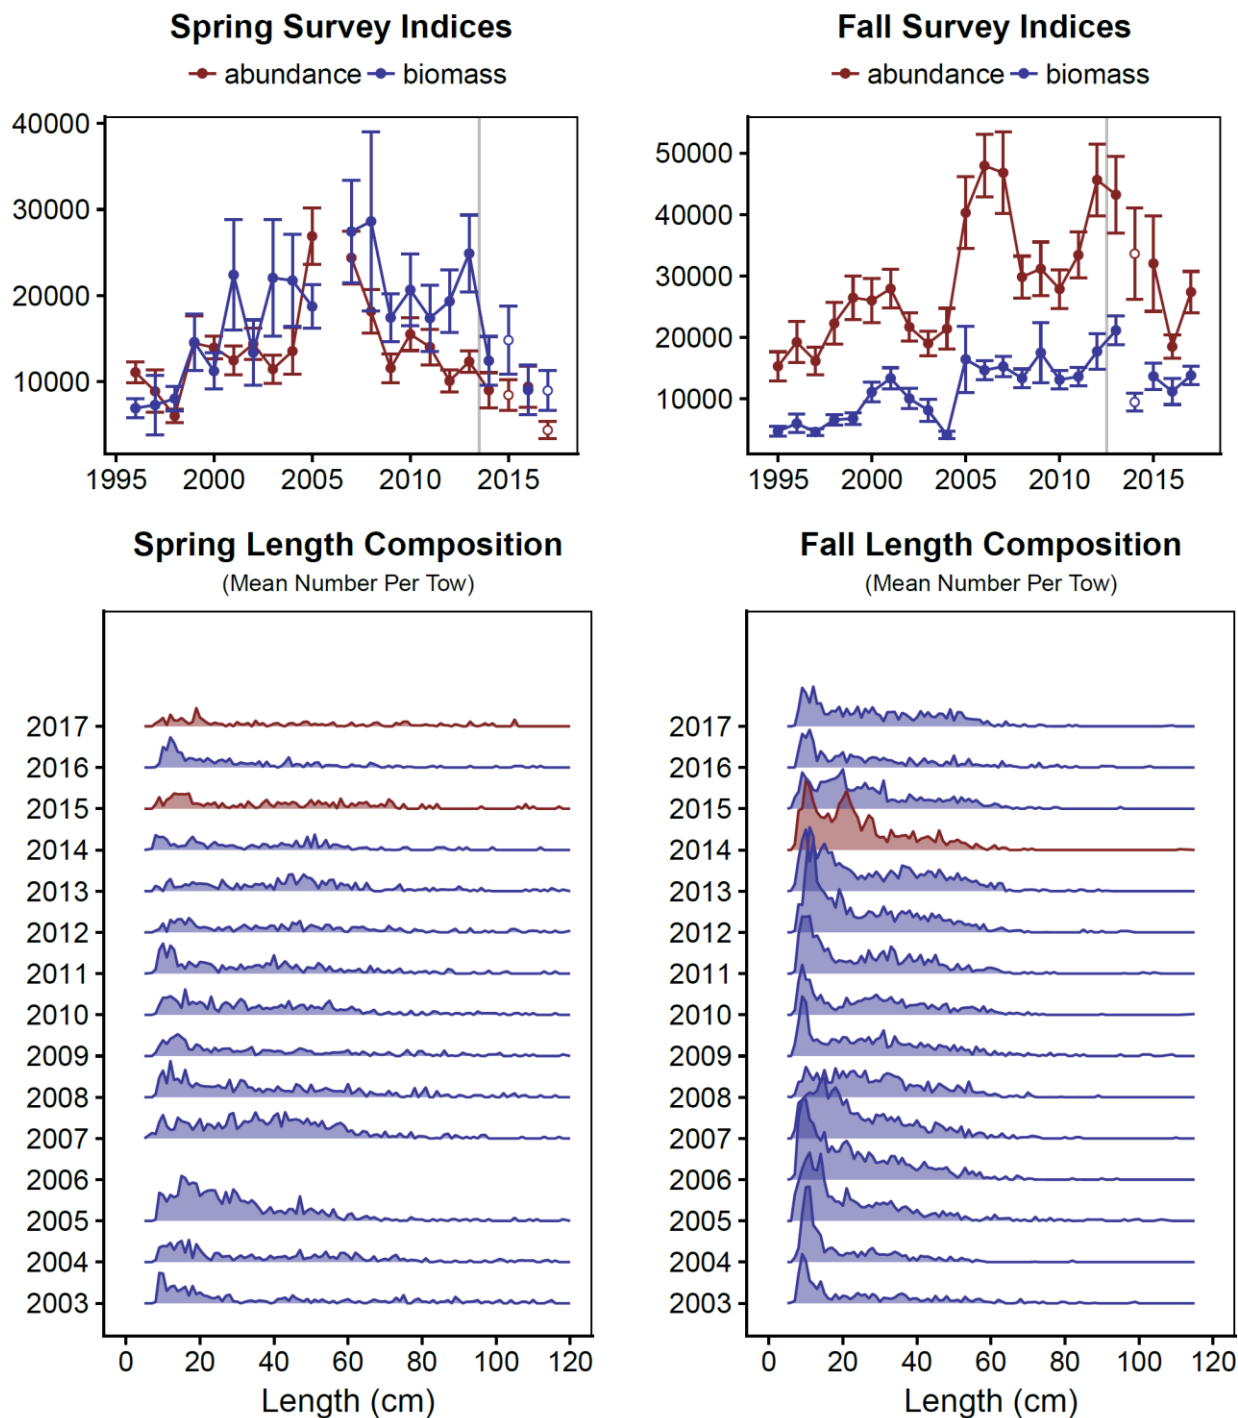 Spring Survey Indices
abundance biomass
40000
30000
20000
10000
1995 2000 2005 2010 2015
Fall Survey Indices
abundance biomass
50000
40000
30000
20000
10000
1995 2000 2005 2010 2015
Spring Length Composition
(Mean Number Per Tow)
2017
2016
2015
2014
2013
2012
2011
2010
2009
2008
2007
2006
2005
2004
2003
0 20 40 60 80 100 120
Length (cm)
Fall Length Composition
(Mean Number Per Tow)
2017
2016
2015
2014
2013
2012
2011
2010
2009
2008
2007
2006
2005
2004
2003
0 20 40 60 80 100 120
Length (cm)